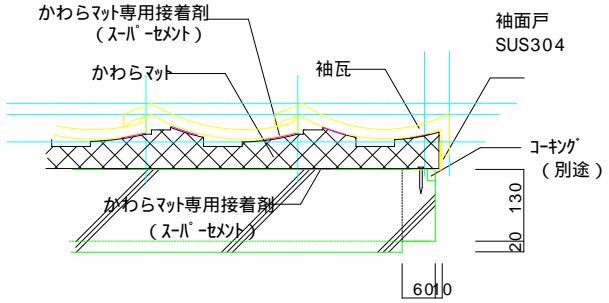 かわらマット専用接着剤
（スーパーセメント）
かわらマット
袖瓦
袖面戸
SUS304
コーキング
（別途）
かわらマット専用接着剤
（スーパーセメント）
130
20
60
10